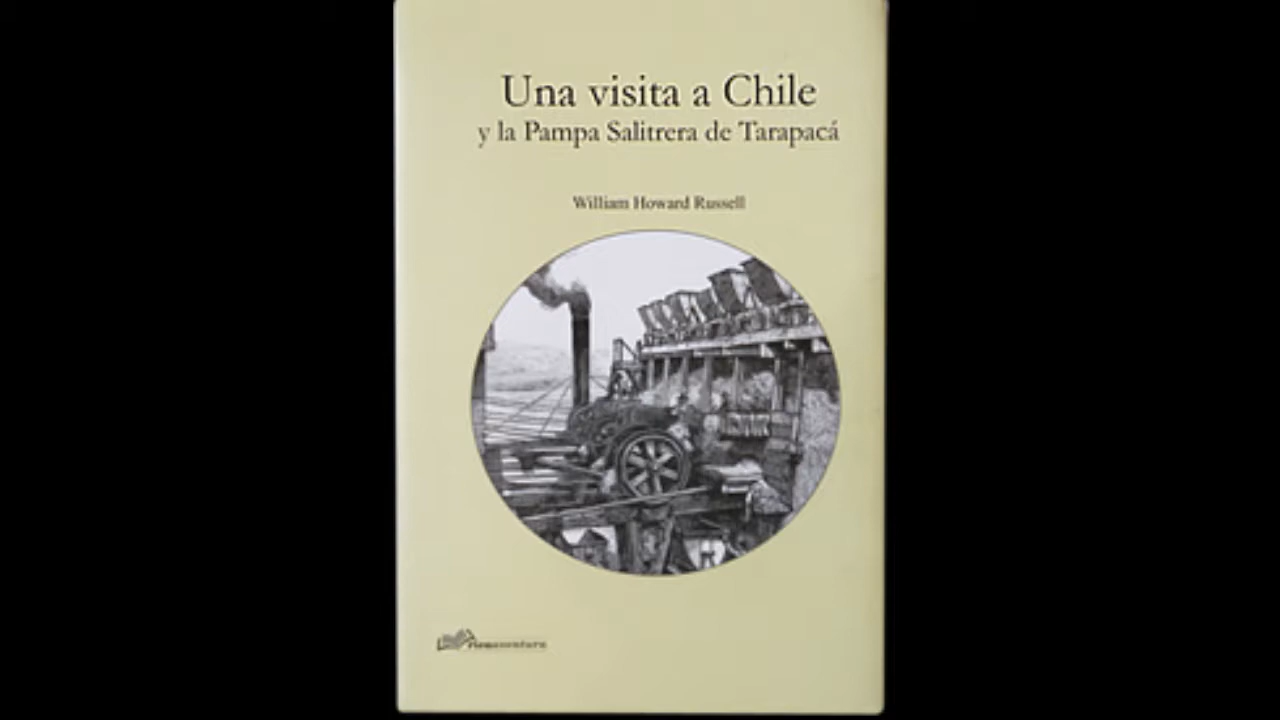 Una visita a Chile
y la Pampa Salitrera de Tarapacá
William Howard Russell